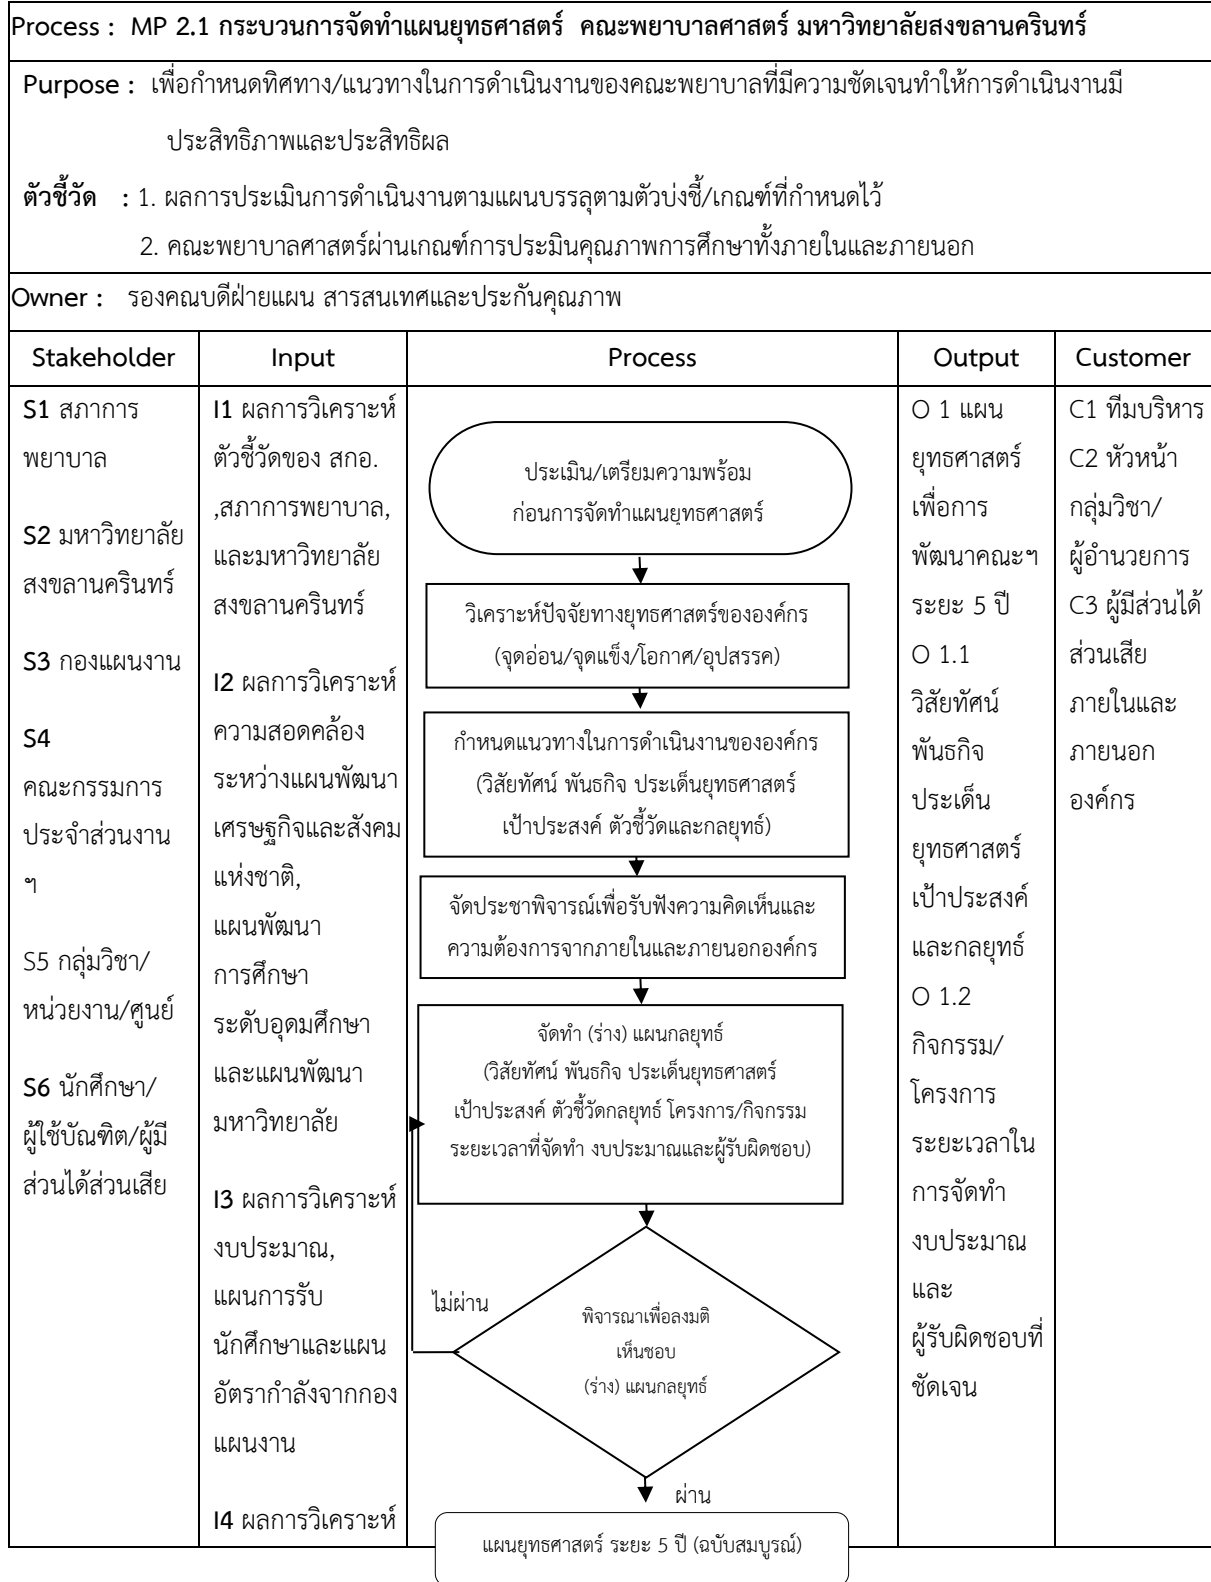 Process : MP 2.1 กระบวนการจัดทำแผนยุทธศาสตร์ คณะพยาบาลศาสตร์ มหาวิทยาลัยสงขลานครินทร์
Purpose : เพื่อกำหนดทิศทาง/แนวทางในการดำเนินงานของคณะพยาบาลที่มีความชัดเจนทำให้การดำเนินงานมี
ประสิทธิภาพและประสิทธิผล
ตัวชี้วัด : 1. ผลการประเมินการดำเนินงานตามแผนบรรลุตามตัวบ่งชี้/เกณฑ์ที่กำหนดไว้
2. คณะพยาบาลศาสตร์ผ่านเกณฑ์การประมินคุณภาพการศึกษาทั้งภายในและภายนอก
Owner : รองคณบดีฝ่ายแผน สารสนเทศและประกันคุณภาพ
Stakeholder
Input
Process
Output
Customer
S1 สภาการ
พยาบาล
S2 มหาวิทยาลัย
สงขลานครินทร์
S3 กองแผนงาน
S4
คณะกรรมการ
ประจำส่วนงาน
ฯ
S5 กลุ่มวิชา/
หน่วยงาน/ศูนย์
S6 นักศึกษา/
ผู้ใช้บัณฑิต/ผู้มี
ส่วนได้ส่วนเสีย
I1 ผลการวิเคราะห์
ตัวชี้วัดของ สกอ.
,สภาการพยาบาล,
และมหาวิทยาลัย
สงขลานครินทร์
I2 ผลการวิเคราะห์
ความสอดคล้อง
ระหว่างแผนพัฒนา
เศรษฐกิจและสังคม
แห่งชาติ,
แผนพัฒนา
การศึกษา
ระดับอุดมศึกษา
และแผนพัฒนา
มหาวิทยาลัย
I3 ผลการวิเคราะห์
งบประมาณ,
แผนการรับ
นักศึกษาและแผน
อัตรากำลังจากกอง
แผนงาน
I4 ผลการวิเคราะห์
ประเมิน/เตรียมความพร้อม
ก่อนการจัดทำแผนยุทธศาสตร์
วิเคราะห์ปัจจัยทางยุทธศาสตร์ขององค์กร
(จุดอ่อน/จุดแข็ง/โอกาศ/อุปสรรค)
กำหนดแนวทางในการดำเนินงานขององค์กร
(วิสัยทัศน์ พันธกิจ ประเด็นยุทธศาสตร์
เป้าประสงค์ ตัวชี้วัดและกลยุทธ์)
จัดประชาพิจารณ์เพื่อรับฟังความคิดเห็นและ
ความต้องการจากภายในและภายนอกองค์กร
จัดทำ (ร่าง) แผนกลยุทธ์
(วิสัยทัศน์ พันธกิจ ประเด็นยุทธศาสตร์
เป้าประสงค์ ตัวชี้วัดกลยุทธ์ โครงการ/กิจกรรม
ระยะเวลาที่จัดทำ งบประมาณและผู้รับผิดชอบ)
ไม่ผ่าน
พิจารณาเพื่อลงมติ
เห็นชอบ
(ร่าง) แผนกลยุทธ์
ผ่าน
แผนยุทธศาสตร์ ระยะ 5 ปี (ฉบับสมบูรณ์)
O 1 แผน
ยุทธศาสตร์
เพื่อการ
พัฒนาคณะฯ
ระยะ 5 ปี
O 1.1
วิสัยทัศน์
พันธกิจ
ประเด็น
ยุทธศาสตร์
เป้าประสงค์
และกลยุทธ์
O 1.2
กิจกรรม/
โครงการ
ระยะเวลาใน
การจัดทำ
งบประมาณ
และ
ผู้รับผิดชอบที่
ชัดเจน
C1 ทีมบริหาร
C2 หัวหน้า
กลุ่มวิชา/
ผู้อำนวยการ
C3 ผู้มีส่วนได้
ส่วนเสีย
ภายในและ
ภายนอก
องค์กร